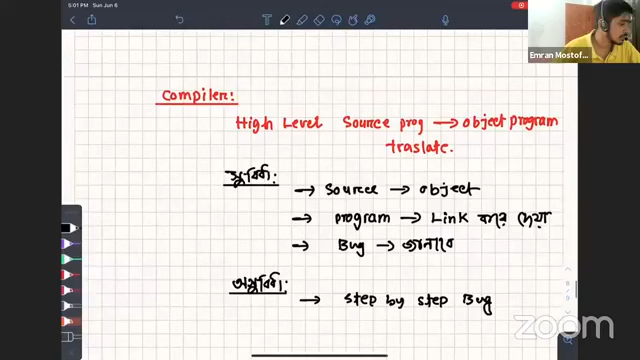 5:01 PM Sun Jun 6
Emran Mostof...
Compiler:
High Level Source prog → object program
traslate.
সুবিধা:
→ Source → object
→ program → Link করে দেয়া
→ Bug → জানাবে
অসুবিধা:
→ Step by step Bug
zoom